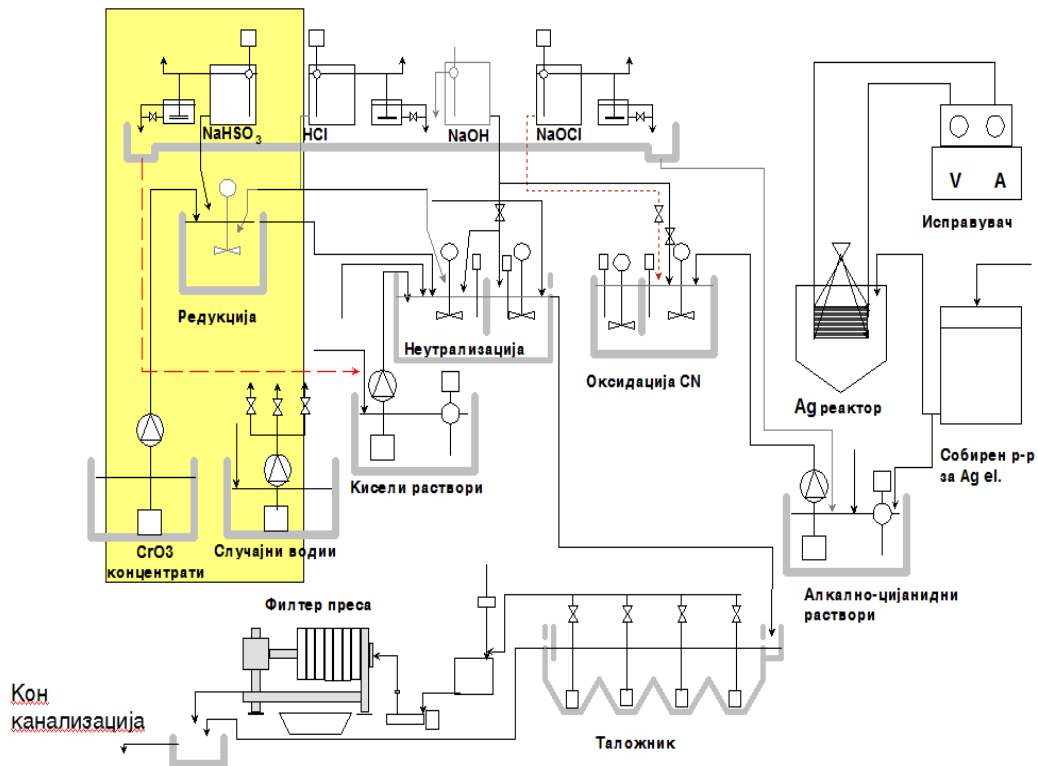 NaHSO3
HCl
NaOH
NaOCl
V A
Исправувач
Редукција
Неутрализација
Оксидација CN
Ag реактор
Собирен р-р
за Ag el.
Кисели раствори
CrO3
концентрати
Случајни водии
Алкално-цијанидни
раствори
Филтер преса
Кон
канализација
Таложник